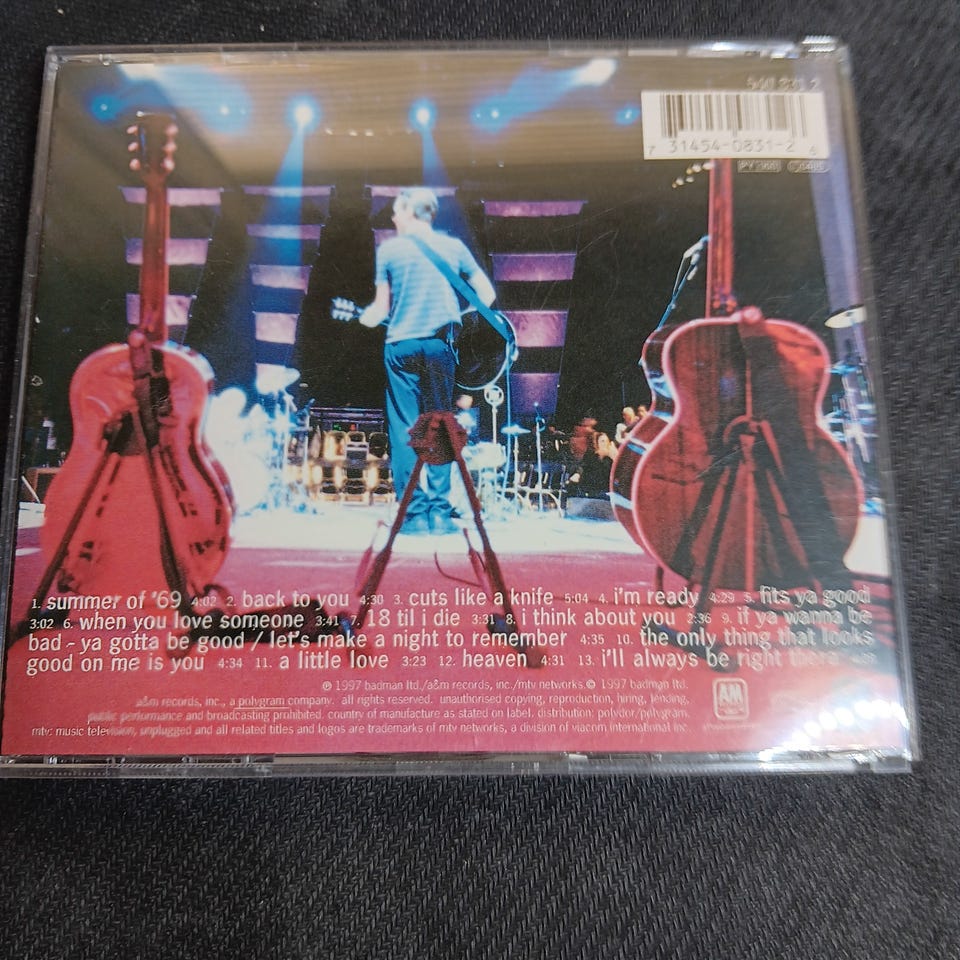 540 831 2
7 31454-0831-2 6
1. summer of '69 4:02 2. back to you 4:30 3. cuts like a knife 5:04 4. i'm ready 4:29 5. fits ya good
3:02 6. when you love someone 3:41 7. 18 til i die 3:31 8. i think about you 2:36 9. if ya wanna be
bad - ya gotta be good / let's make a night to remember 4:35 10. the only thing that looks
good on me is you 4:34 11. a little love 3:23 12. heaven 4:31 13. i'll always be right there
℗ 1997 badman ltd./a&m records, inc./mtv networks. © 1997 badman ltd.
a&m records, inc., a polygram company. all rights reserved. unauthorised copying, reproduction, hiring, lending,
public performance and broadcasting prohibited. country of manufacture as stated on label. distribution: polydor/polygram.
mtv: music television, unplugged and all related titles and logos are trademarks of mtv networks, a division of viacom international inc.
AM